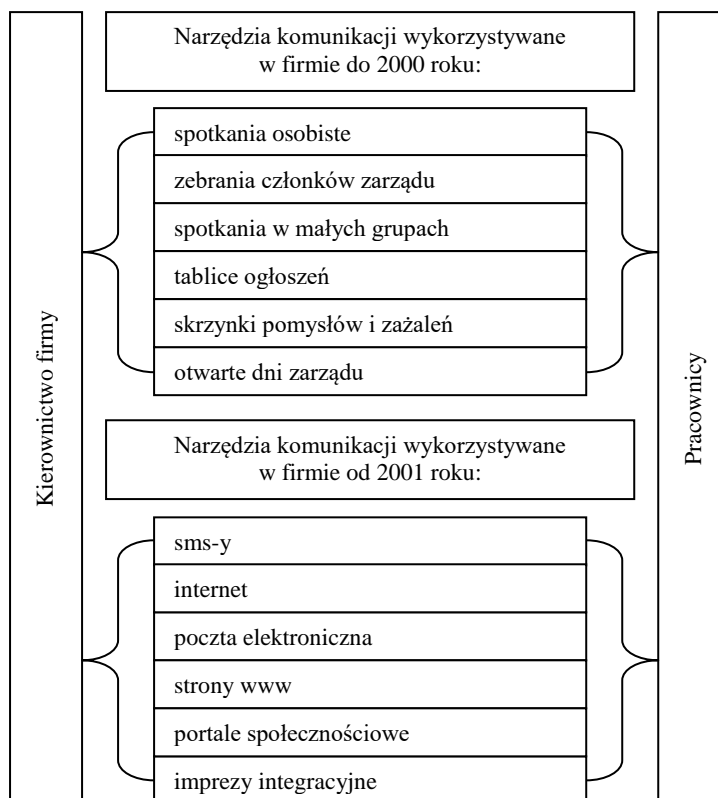 Narzędzia komunikacji wykorzystywane
w firmie do 2000 roku:
spotkania osobiste
zebrania członków zarządu
spotkania w małych grupach
tablice ogłoszeń
skrzynki pomysłów i zażaleń
otwarte dni zarządu
Kierownictwo firmy
Pracownicy
Narzędzia komunikacji wykorzystywane
w firmie od 2001 roku:
sms-y
internet
poczta elektroniczna
strony www
portale społecznościowe
imprezy integracyjne